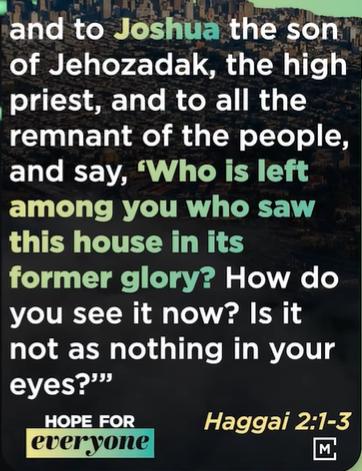 and to Joshua the son
of Jehozadak, the high
priest, and to all the
remnant of the people,
and say, ‘Who is left
among you who saw
this house in its
former glory? How do
you see it now? Is it
not as nothing in your
eyes?’”
HOPE FOR
everyone
Haggai 2:1-3
M